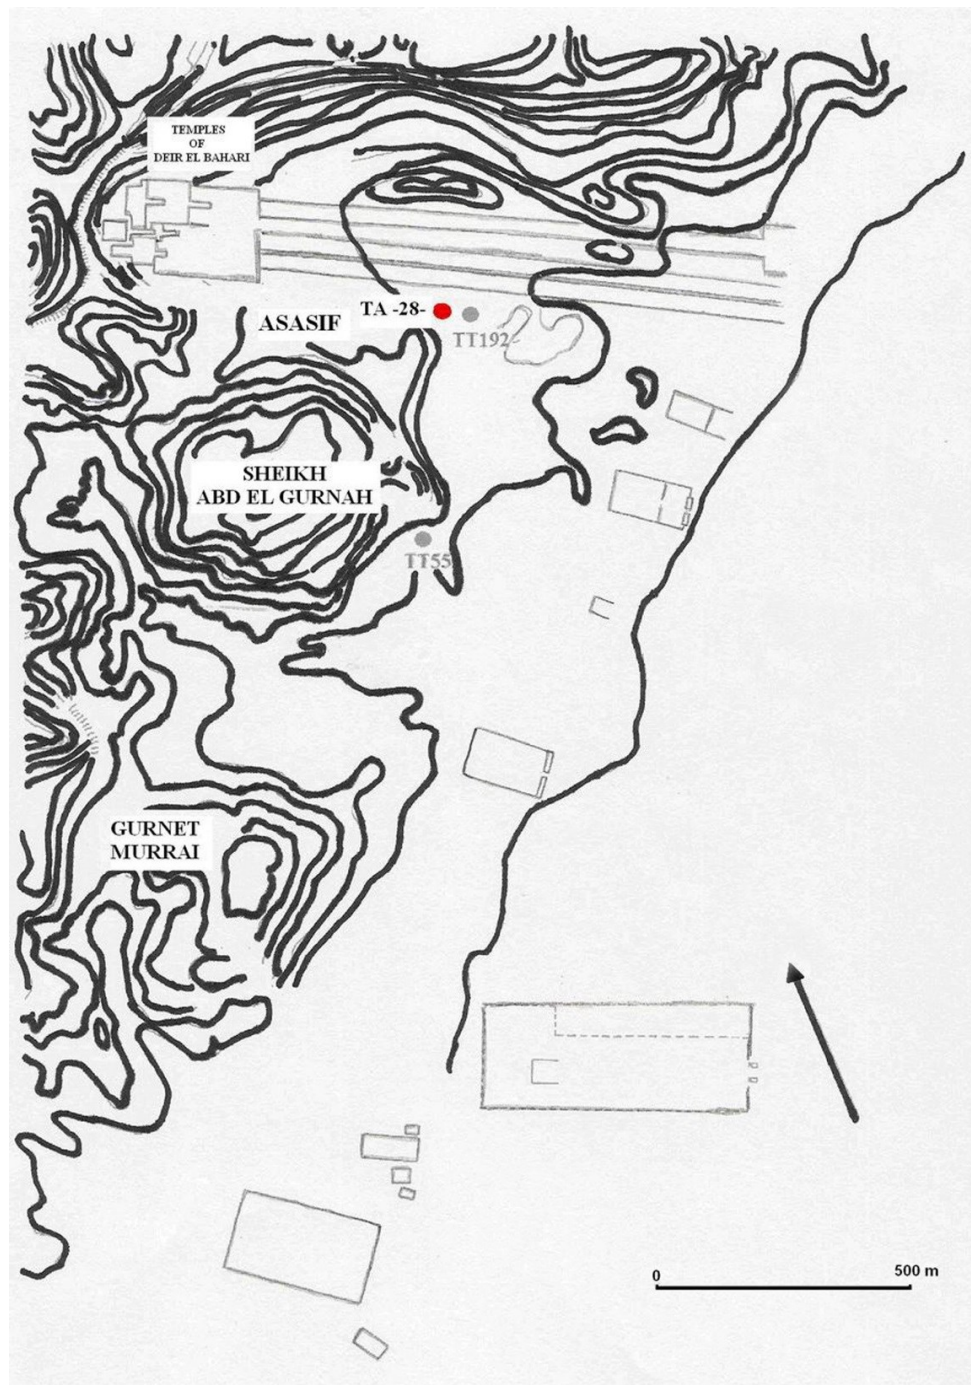 TEMPLES
OF
DEIR EL BAHARI
TA -28-
ASASIF
TT192
SHEIKH
ABD EL GURNAH
TT55
GURNET
MURRAI
0
500 m